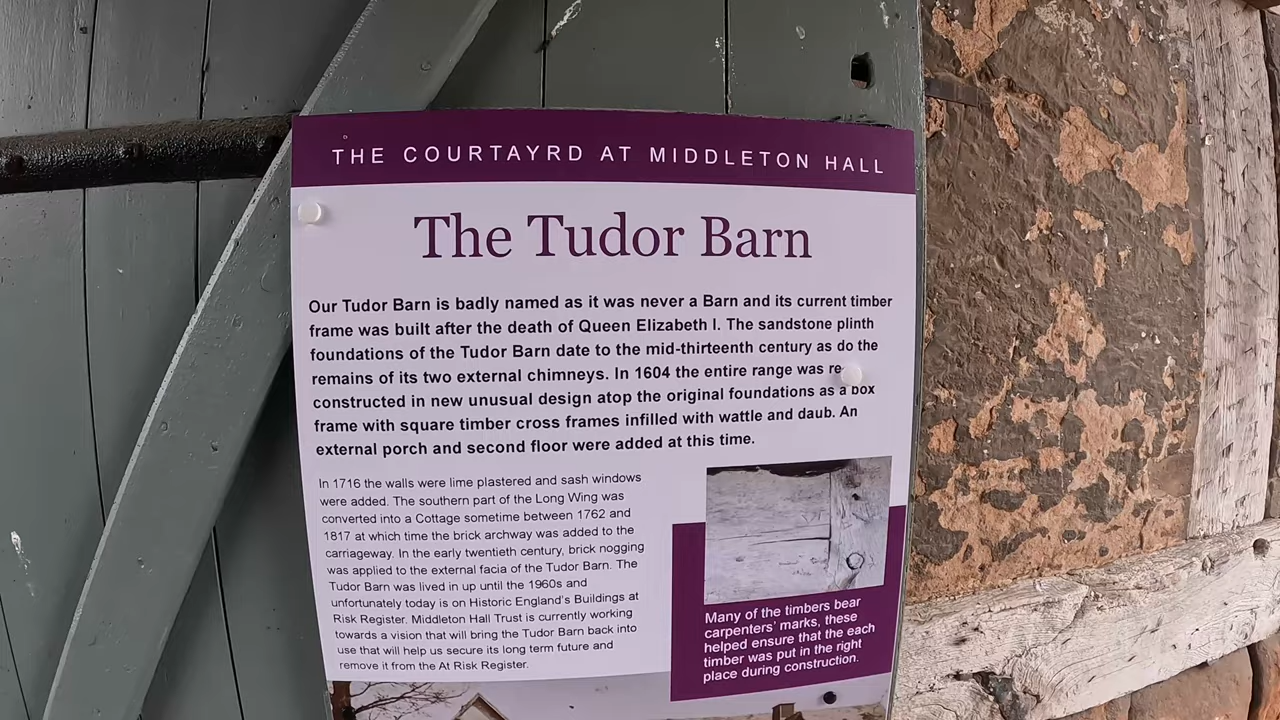 THE COURTAYRD AT MIDDLETON HALL
The Tudor Barn
Our Tudor Barn is badly named as it was never a Barn and its current timber
frame was built after the death of Queen Elizabeth I. The sandstone plinth
foundations of the Tudor Barn date to the mid-thirteenth century as do the
remains of its two external chimneys. In 1604 the entire range was re-
constructed in new unusual design atop the original foundations as a box
frame with square timber cross frames infilled with wattle and daub. An
external porch and second floor were added at this time.
In 1716 the walls were lime plastered and sash windows
were added. The southern part of the Long Wing was
converted into a Cottage sometime between 1762 and
1817 at which time the brick archway was added to the
carriageway. In the early twentieth century, brick nogging
was applied to the external facia of the Tudor Barn. The
Tudor Barn was lived in up until the 1960s and
unfortunately today is on Historic England's Buildings at
Risk Register. Middleton Hall Trust is currently working
towards a vision that will bring the Tudor Barn back into
use that will help us secure its long term future and
remove it from the At Risk Register.
Many of the timbers bear
carpenters' marks, these
helped ensure that the each
timber was put in the right
place during construction.